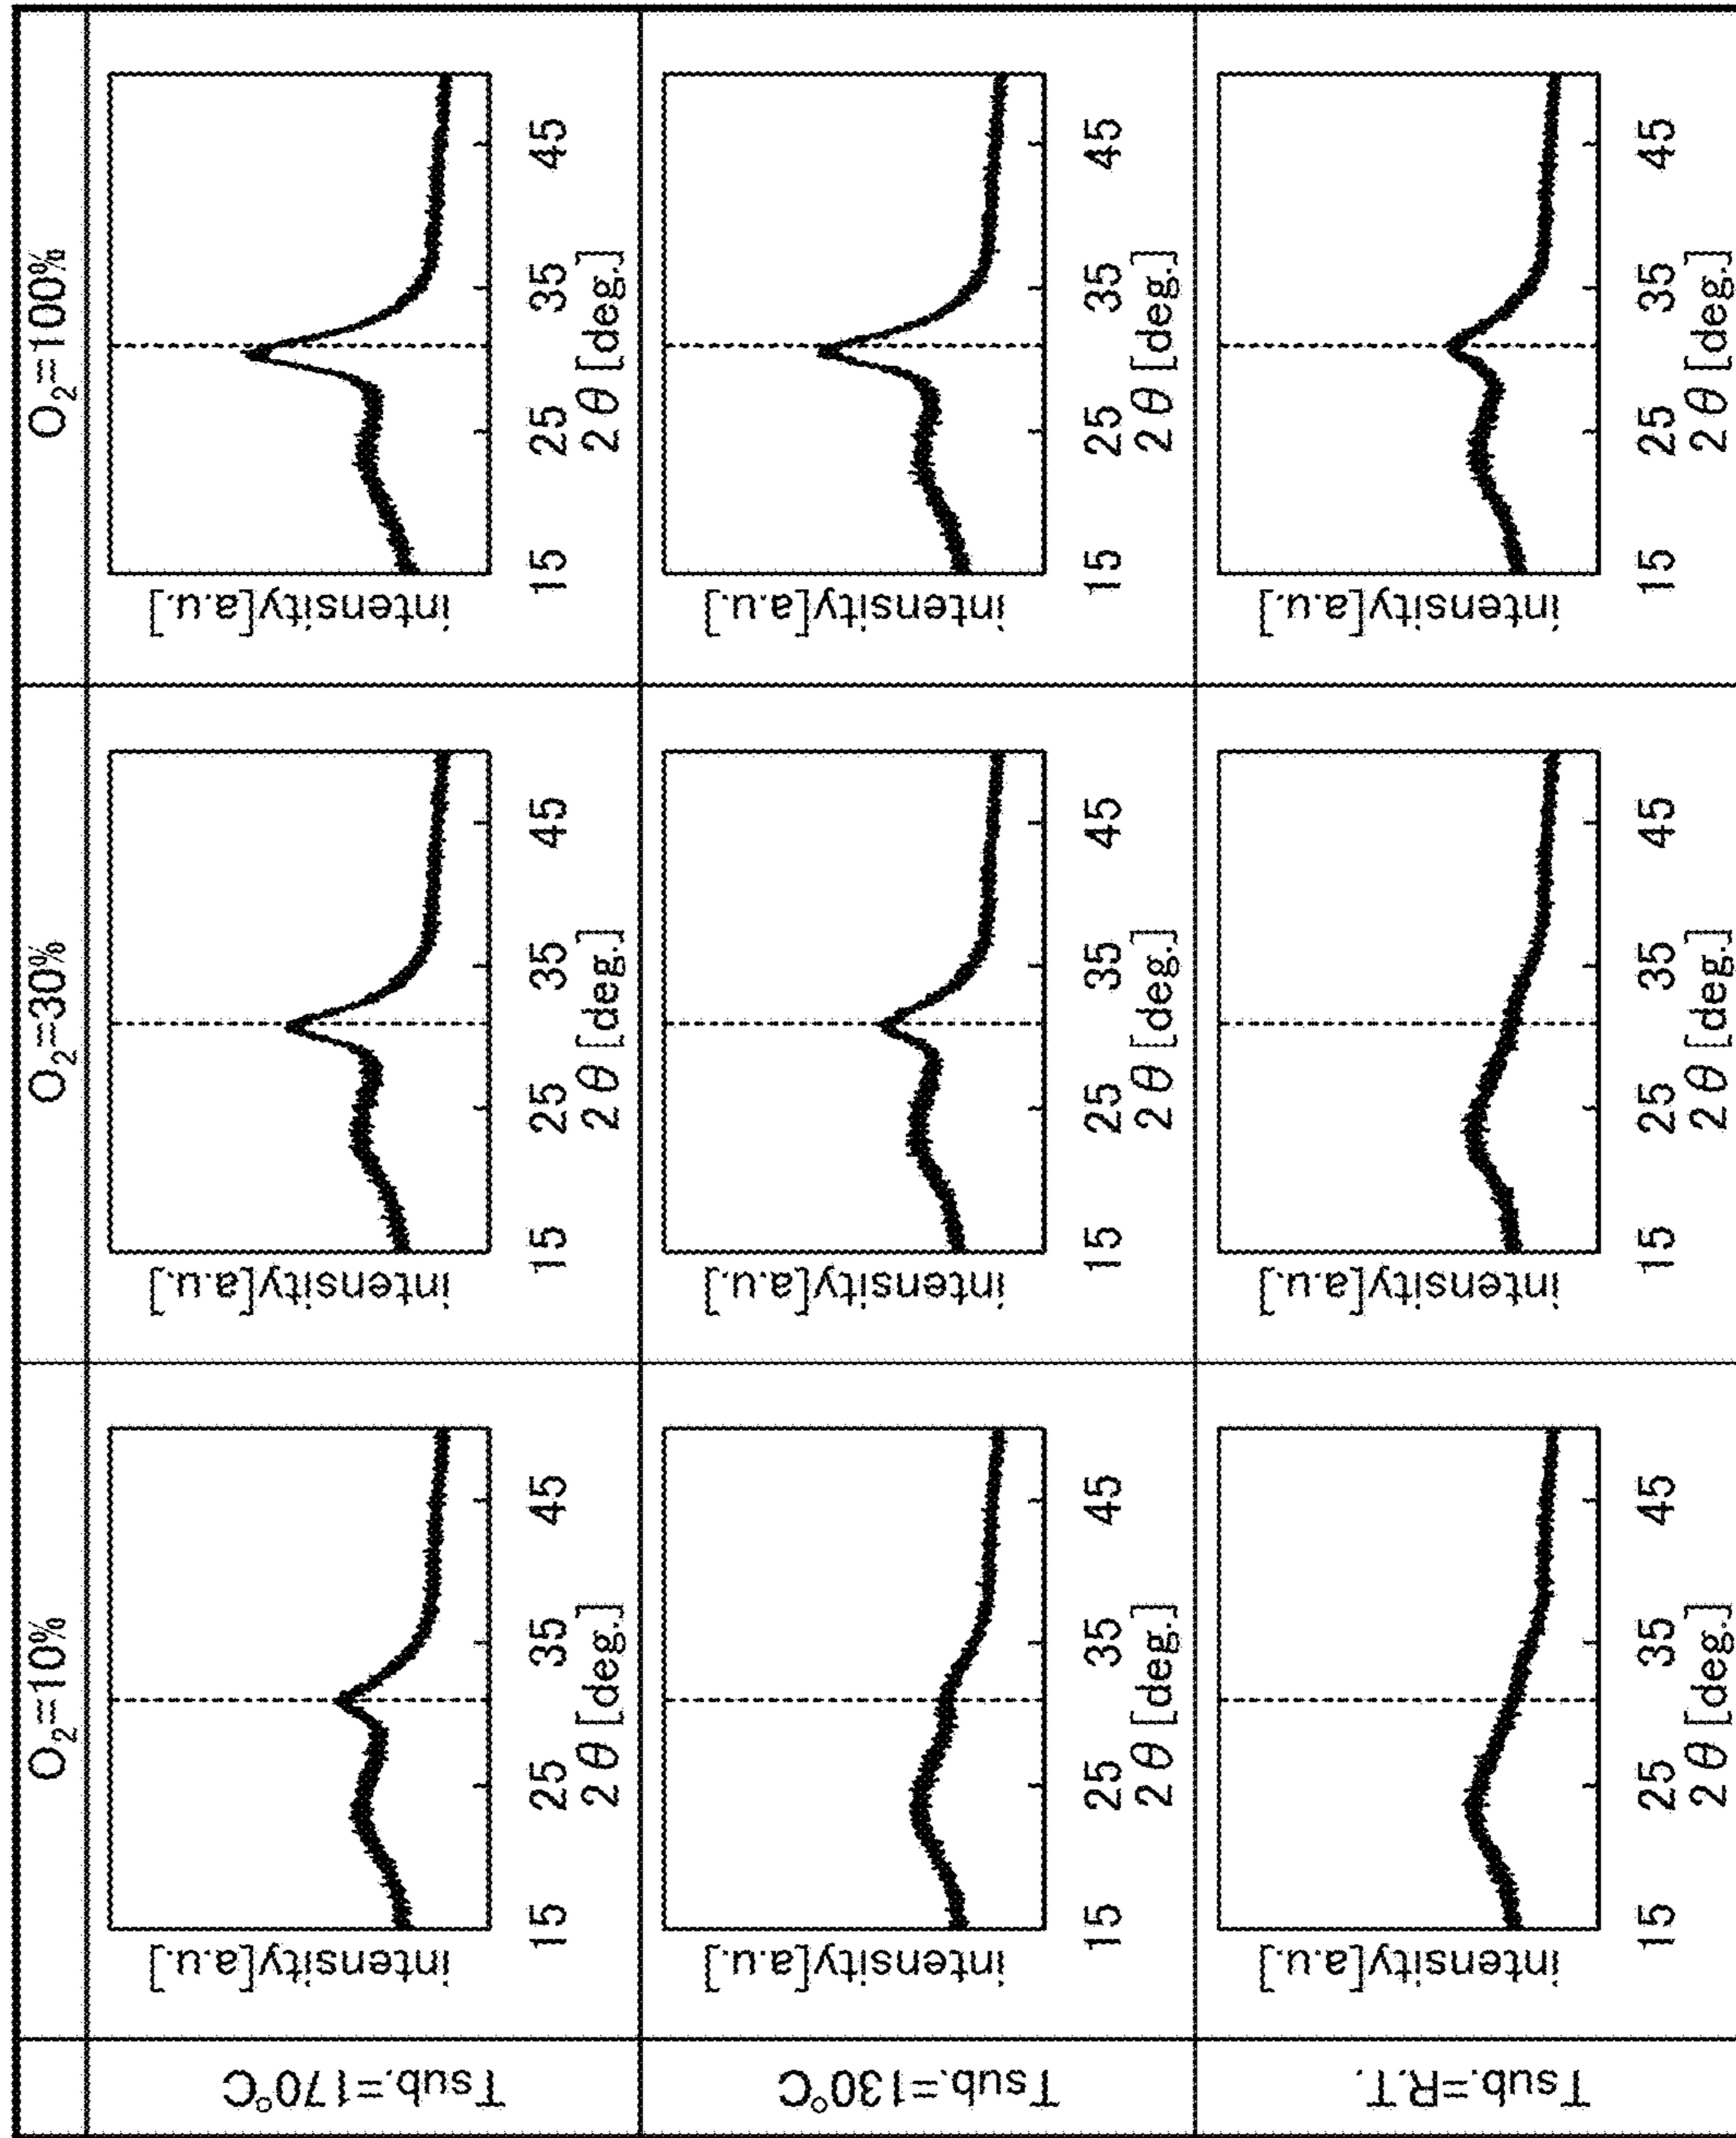 O₂=10%
O₂=30%
O₂=100%
Tsub.=170°C
intensity[a.u.]
15 25 35 45
2θ [deg.]
intensity[a.u.]
15 25 35 45
2θ [deg.]
intensity[a.u.]
15 25 35 45
2θ [deg.]
Tsub.=130°C
intensity[a.u.]
15 25 35 45
2θ [deg.]
intensity[a.u.]
15 25 35 45
2θ [deg.]
intensity[a.u.]
15 25 35 45
2θ [deg.]
Tsub.=R.T.
intensity[a.u.]
15 25 35 45
2θ [deg.]
intensity[a.u.]
15 25 35 45
2θ [deg.]
intensity[a.u.]
15 25 35 45
2θ [deg.]